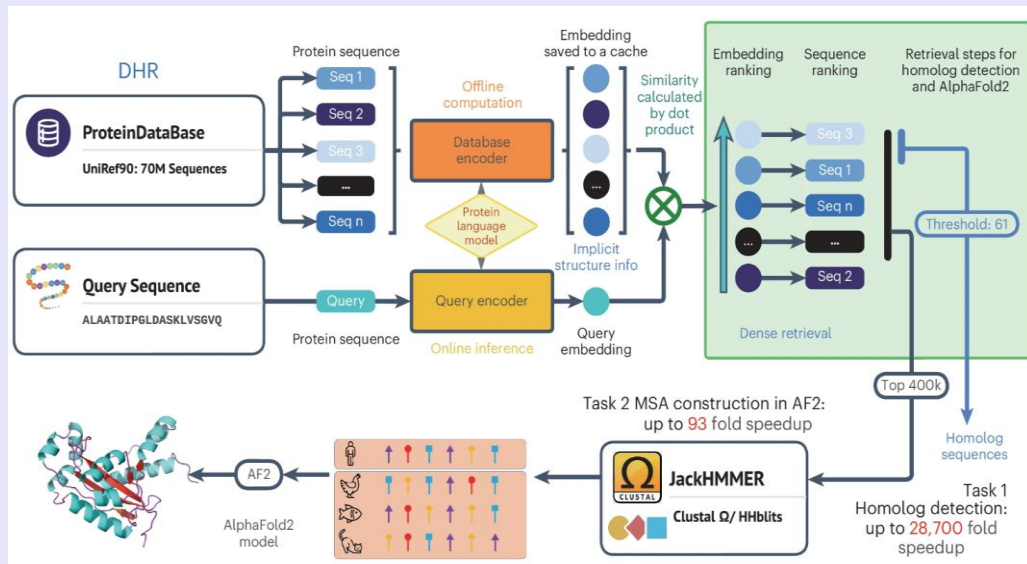 DHR
ProteinDataBase
UniRef90: 70M Sequences
Protein sequence
Seq 1
Seq 2
Seq 3
...
Seq n
Offline
computation
Database
encoder
Protein
language
model
Embedding
saved to a cache
...
Implicit
structure info
Similarity
calculated
by dot
product
Query Sequence
ALAATDIPGLDASKLVSGVQ
Query
Protein sequence
Query encoder
Online inference
Query
embedding
Embedding
ranking
Sequence
ranking
Retrieval steps for
homolog detection
and AlphaFold2
Seq 3
Seq 1
Seq n
...
...
Seq 2
Threshold: 61
Dense retrieval
Top 400k
Homolog
sequences
Task 1
Homolog detection:
up to 28,700 fold
speedup
Task 2 MSA construction in AF2:
up to 93 fold speedup
Ω
CLUSTAL
JackHMMER
Clustal Ω/ HHblits
AF2
AlphaFold2
model